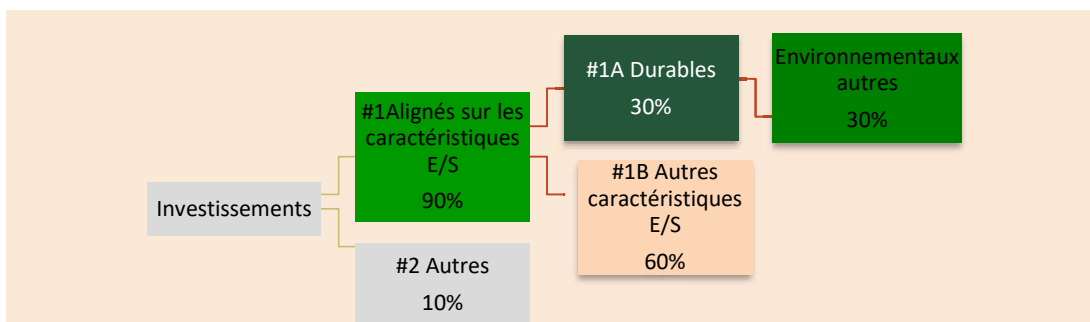 Investissements
#1Alignés sur les
caractéristiques
E/S
90%
#2 Autres
10%
#1A Durables
30%
#1B Autres
caractéristiques
E/S
60%
Environnementaux
autres
30%